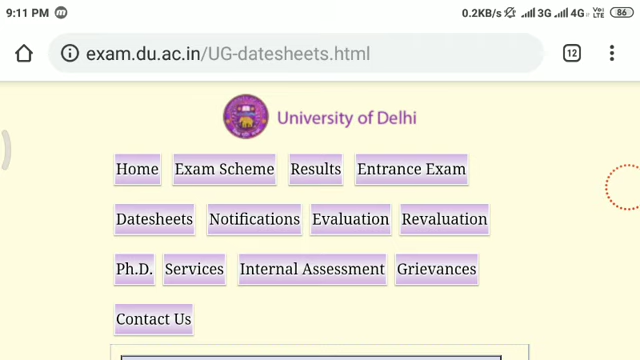 9:11 PM 0.2KB/s 3G 4G VoLTE 86
exam.du.ac.in/UG-datesheets.html 12
University of Delhi
Home Exam Scheme Results Entrance Exam
Datesheets Notifications Evaluation Revaluation
Ph.D. Services Internal Assessment Grievances
Contact Us